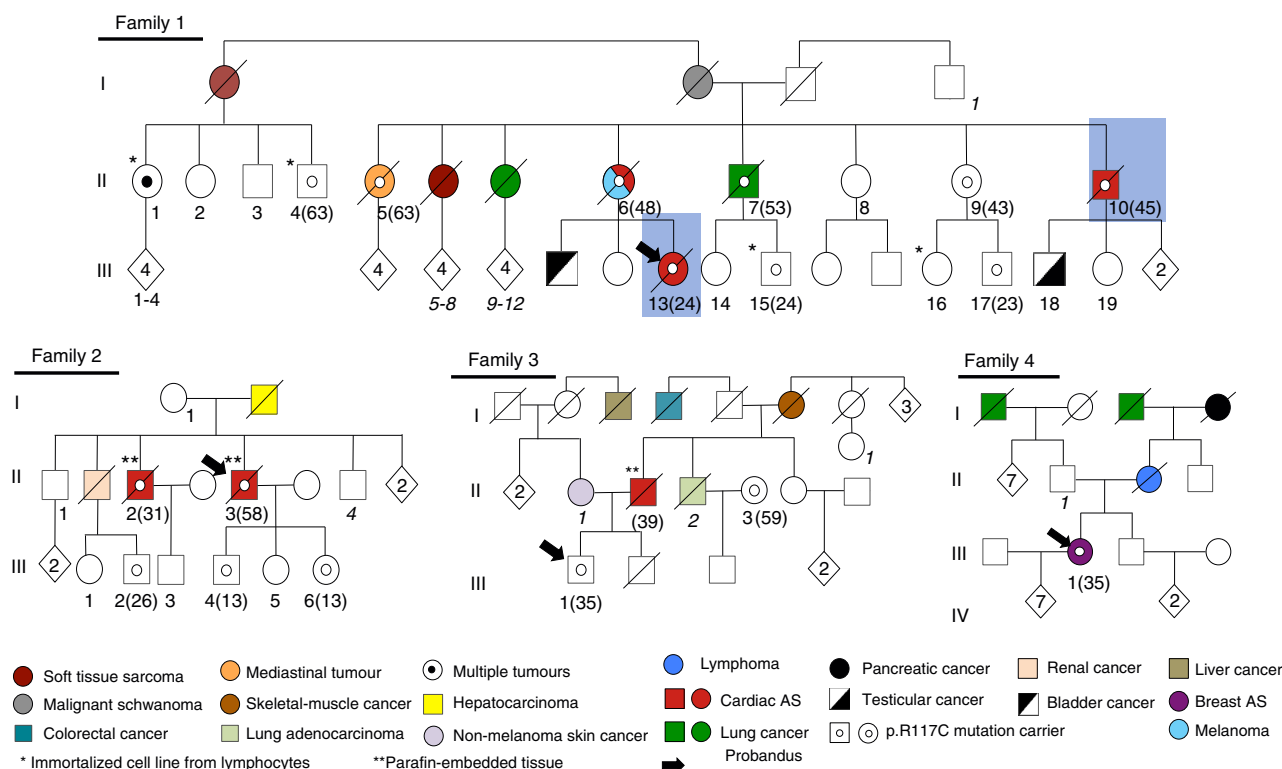 Family 1
I
1
*
*
II
1 2 3 4(63) 5(63) 6(48) 7(53) 8 9(43) 10(45)
*
*
III
4 4 4 4 2
1-4 5-8 9-12 13(24) 14 15(24) 16 17(23) 18 19
Family 2
I
1
** **
II
1 2(31) 3(58) 4 2
III
2
1 2(26) 3 4(13) 5 6(13)
Family 3
I
3
1
**
II
2 1 (39) 2 3(59)
III
2
1(35)
Family 4
I
II
7 1
III
1(35)
7 2
IV
Soft tissue sarcoma
Malignant schwanoma
Colorectal cancer
Mediastinal tumour
Skeletal-muscle cancer
Lung adenocarcinoma
Multiple tumours
Hepatocarcinoma
Non-melanoma skin cancer
Lymphoma
Cardiac AS
Lung cancer
Probandus
Pancreatic cancer
Testicular cancer
p.R117C mutation carrier
Renal cancer
Bladder cancer
Liver cancer
Breast AS
Melanoma
* Immortalized cell line from lymphocytes
**Parafin-embedded tissue